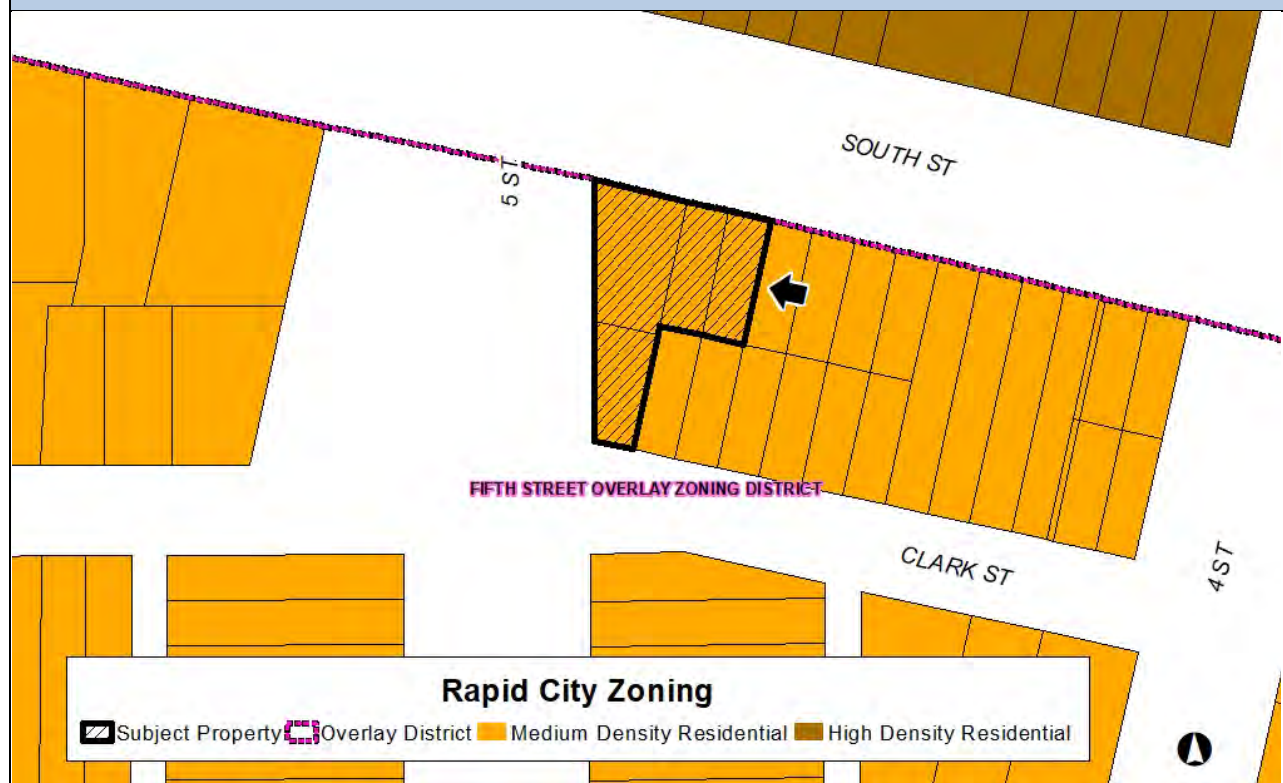 SOUTH ST
5 ST
FIFTH STREET OVERLAY ZONING DISTRICT
CLARK ST
4 ST
Rapid City Zoning
Subject Property Overlay District Medium Density Residential High Density Residential